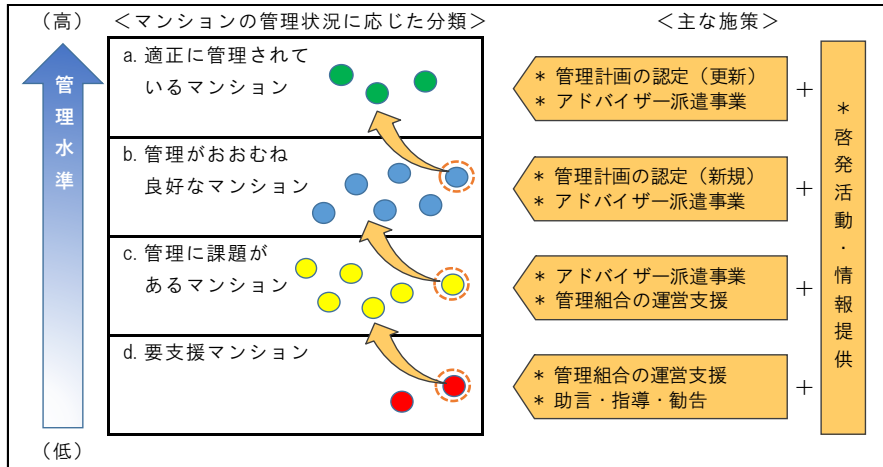 （高）
＜マンションの管理状況に応じた分類＞
＜主な施策＞
管理水準
（低）
a. 適正に管理されて
いるマンション
* 管理計画の認定（更新）
* アドバイザー派遣事業
+
b. 管理がおおむね
良好なマンション
* 管理計画の認定（新規）
* アドバイザー派遣事業
+
c. 管理に課題が
あるマンション
* アドバイザー派遣事業
* 管理組合の運営支援
+
d. 要支援マンション
* 管理組合の運営支援
* 助言・指導・勧告
+
*啓発活動・情報提供